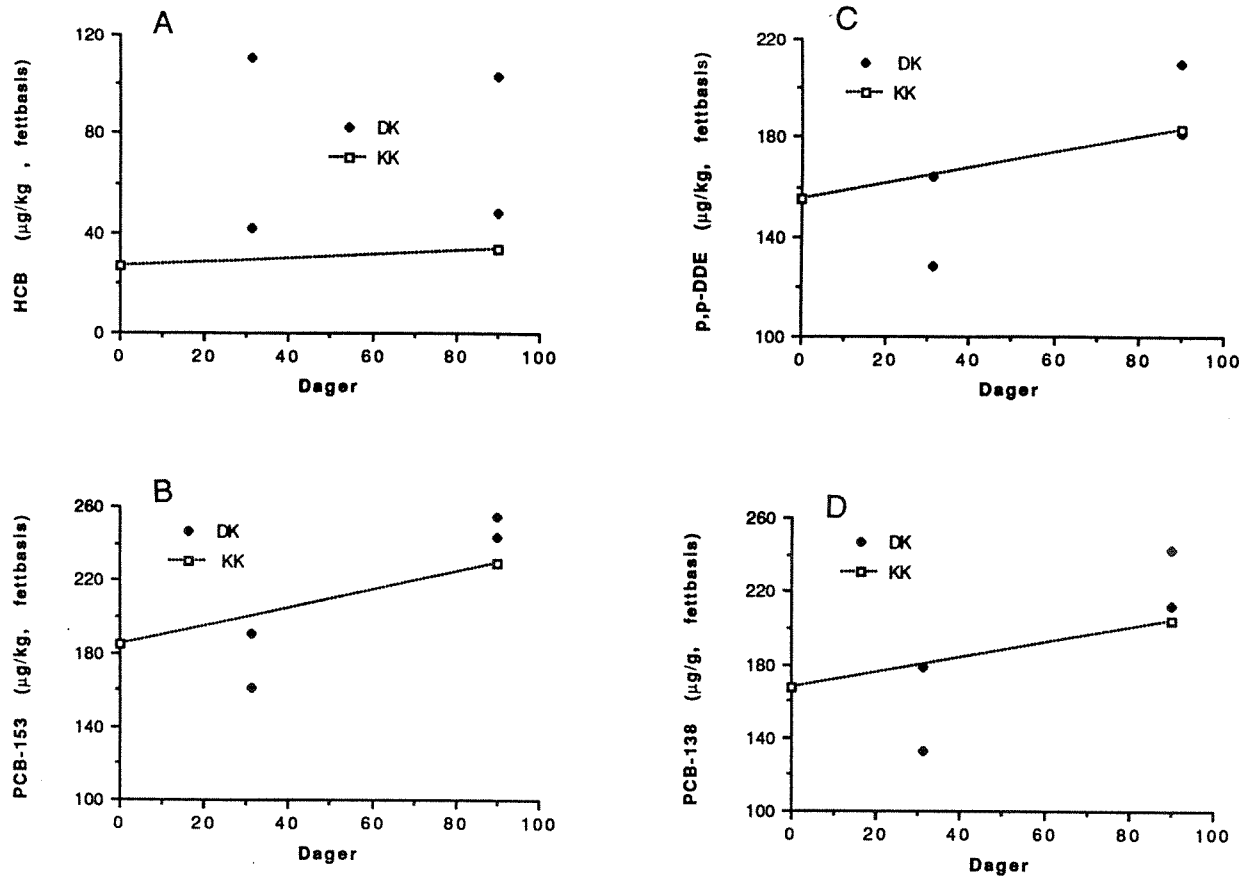 A
HCB (µg/kg , fettbasis)
120
80
40
0
DK
KK
0 20 40 60 80 100
Dager
C
p,p-DDE (µg/kg, fettbasis)
220
180
140
100
DK
KK
0 20 40 60 80 100
Dager
B
PCB-153 (µg/kg, fettbasis)
260
220
180
140
100
DK
KK
0 20 40 60 80 100
Dager
D
PCB-138 (µg/g, fettbasis)
260
220
180
140
100
DK
KK
0 20 40 60 80 100
Dager